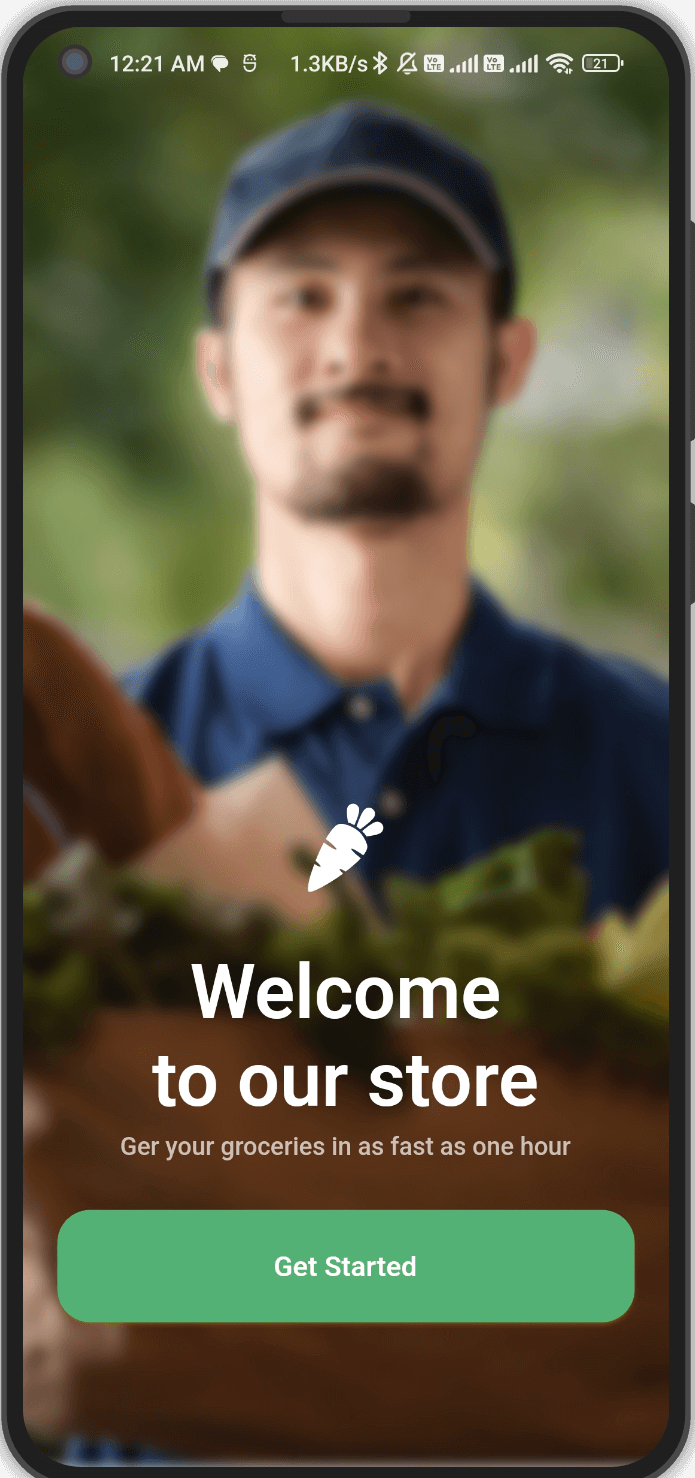 12:21 AM 1.3KB/s Vo LTE Vo LTE 21
Welcome
to our store
Ger your groceries in as fast as one hour
Get Started